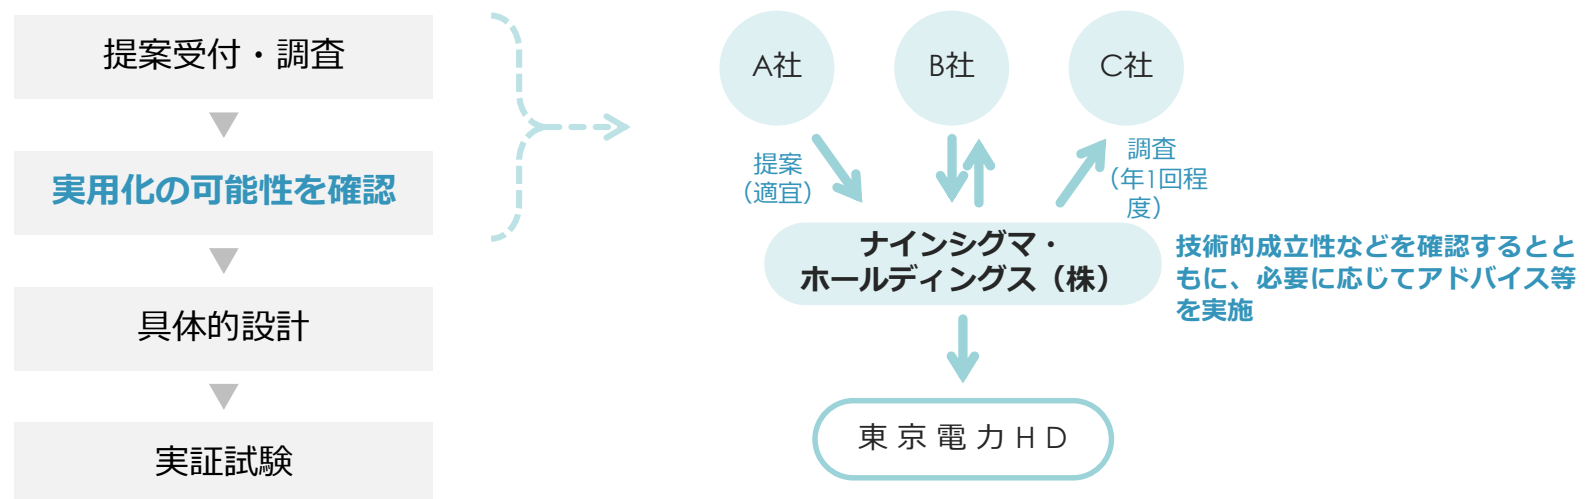 提案受付・調査
実用化の可能性を確認
具体的設計
実証試験
A社
B社
C社
提案
（適宜）
調査
（年1回程
度）
ナインシグマ・
ホールディングス（株）
技術的成立性などを確認するとと
もに、必要に応じてアドバイス等
を実施
東京電力HD